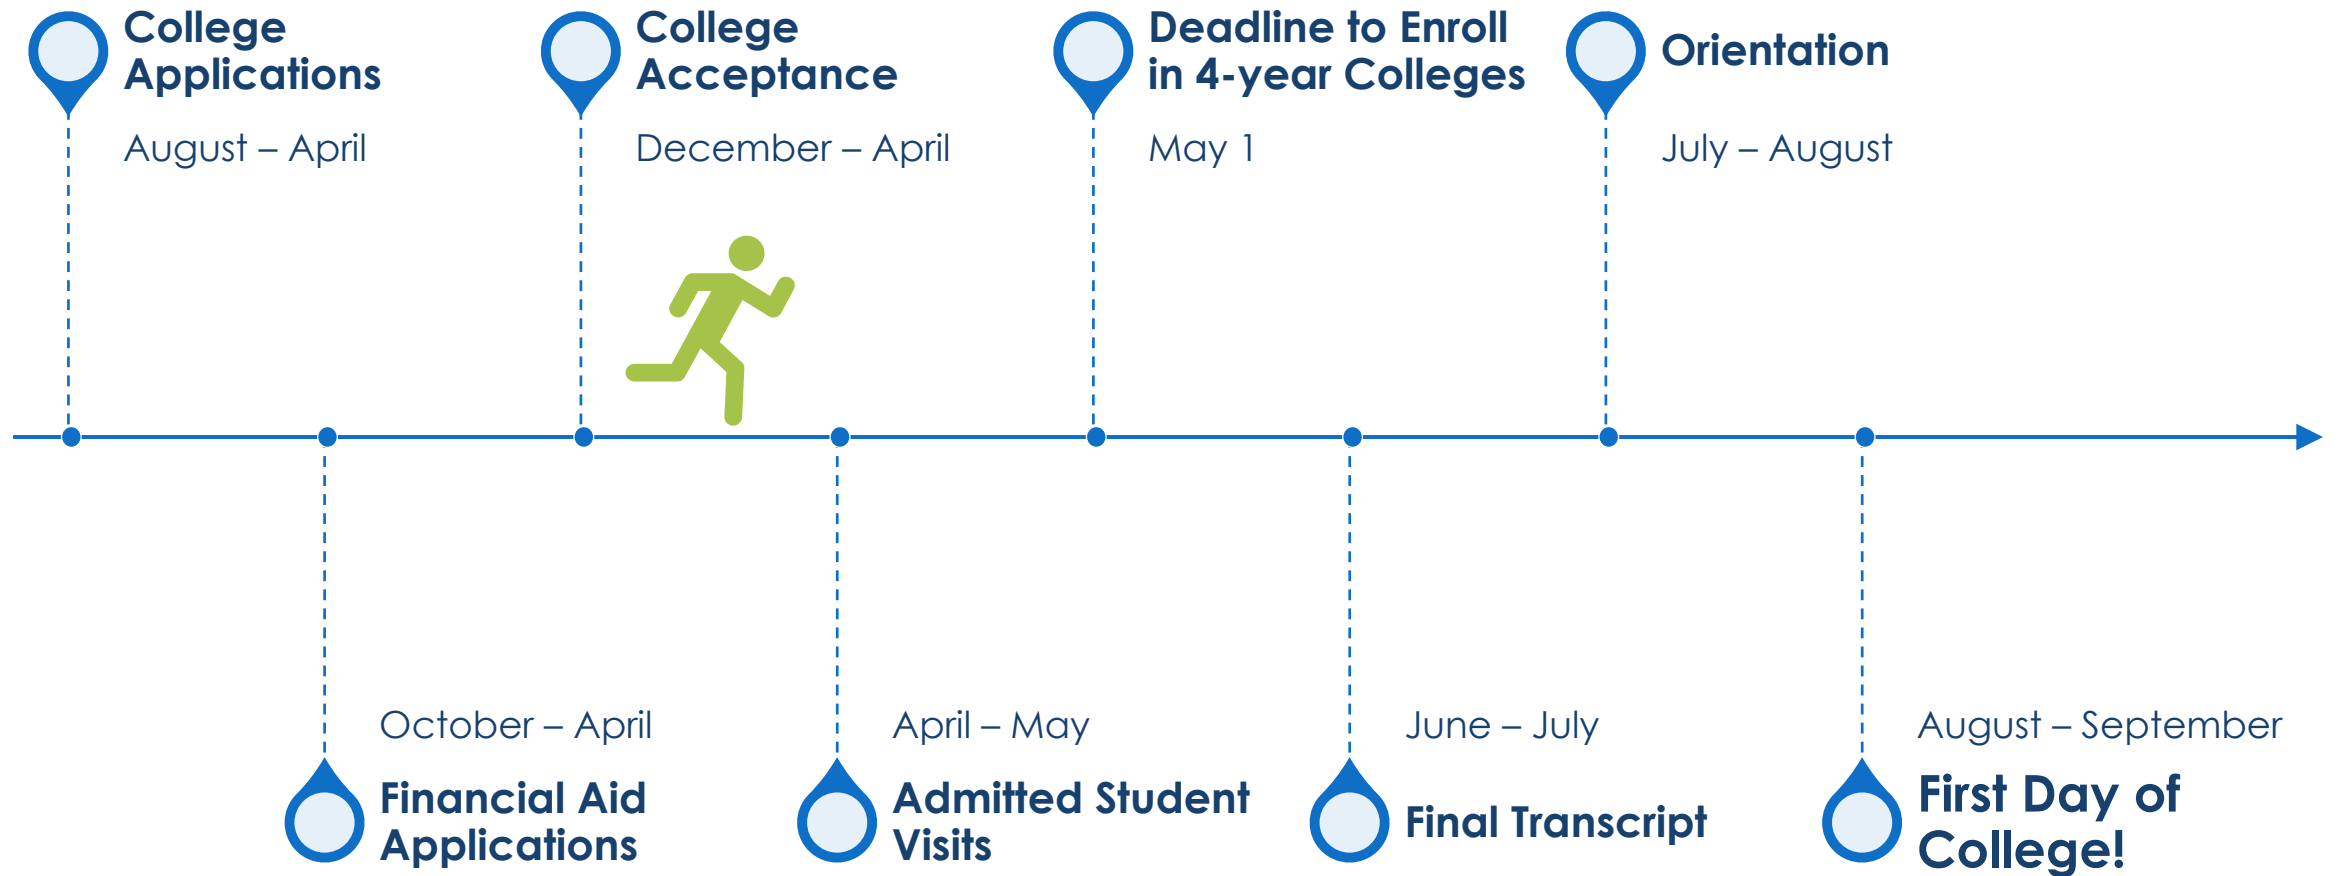 College
Applications
August – April
College
Acceptance
December – April
Deadline to Enroll
in 4-year Colleges
May 1
Orientation
July – August
October – April
Financial Aid
Applications
April – May
Admitted Student
Visits
June – July
Final Transcript
August – September
First Day of
College!